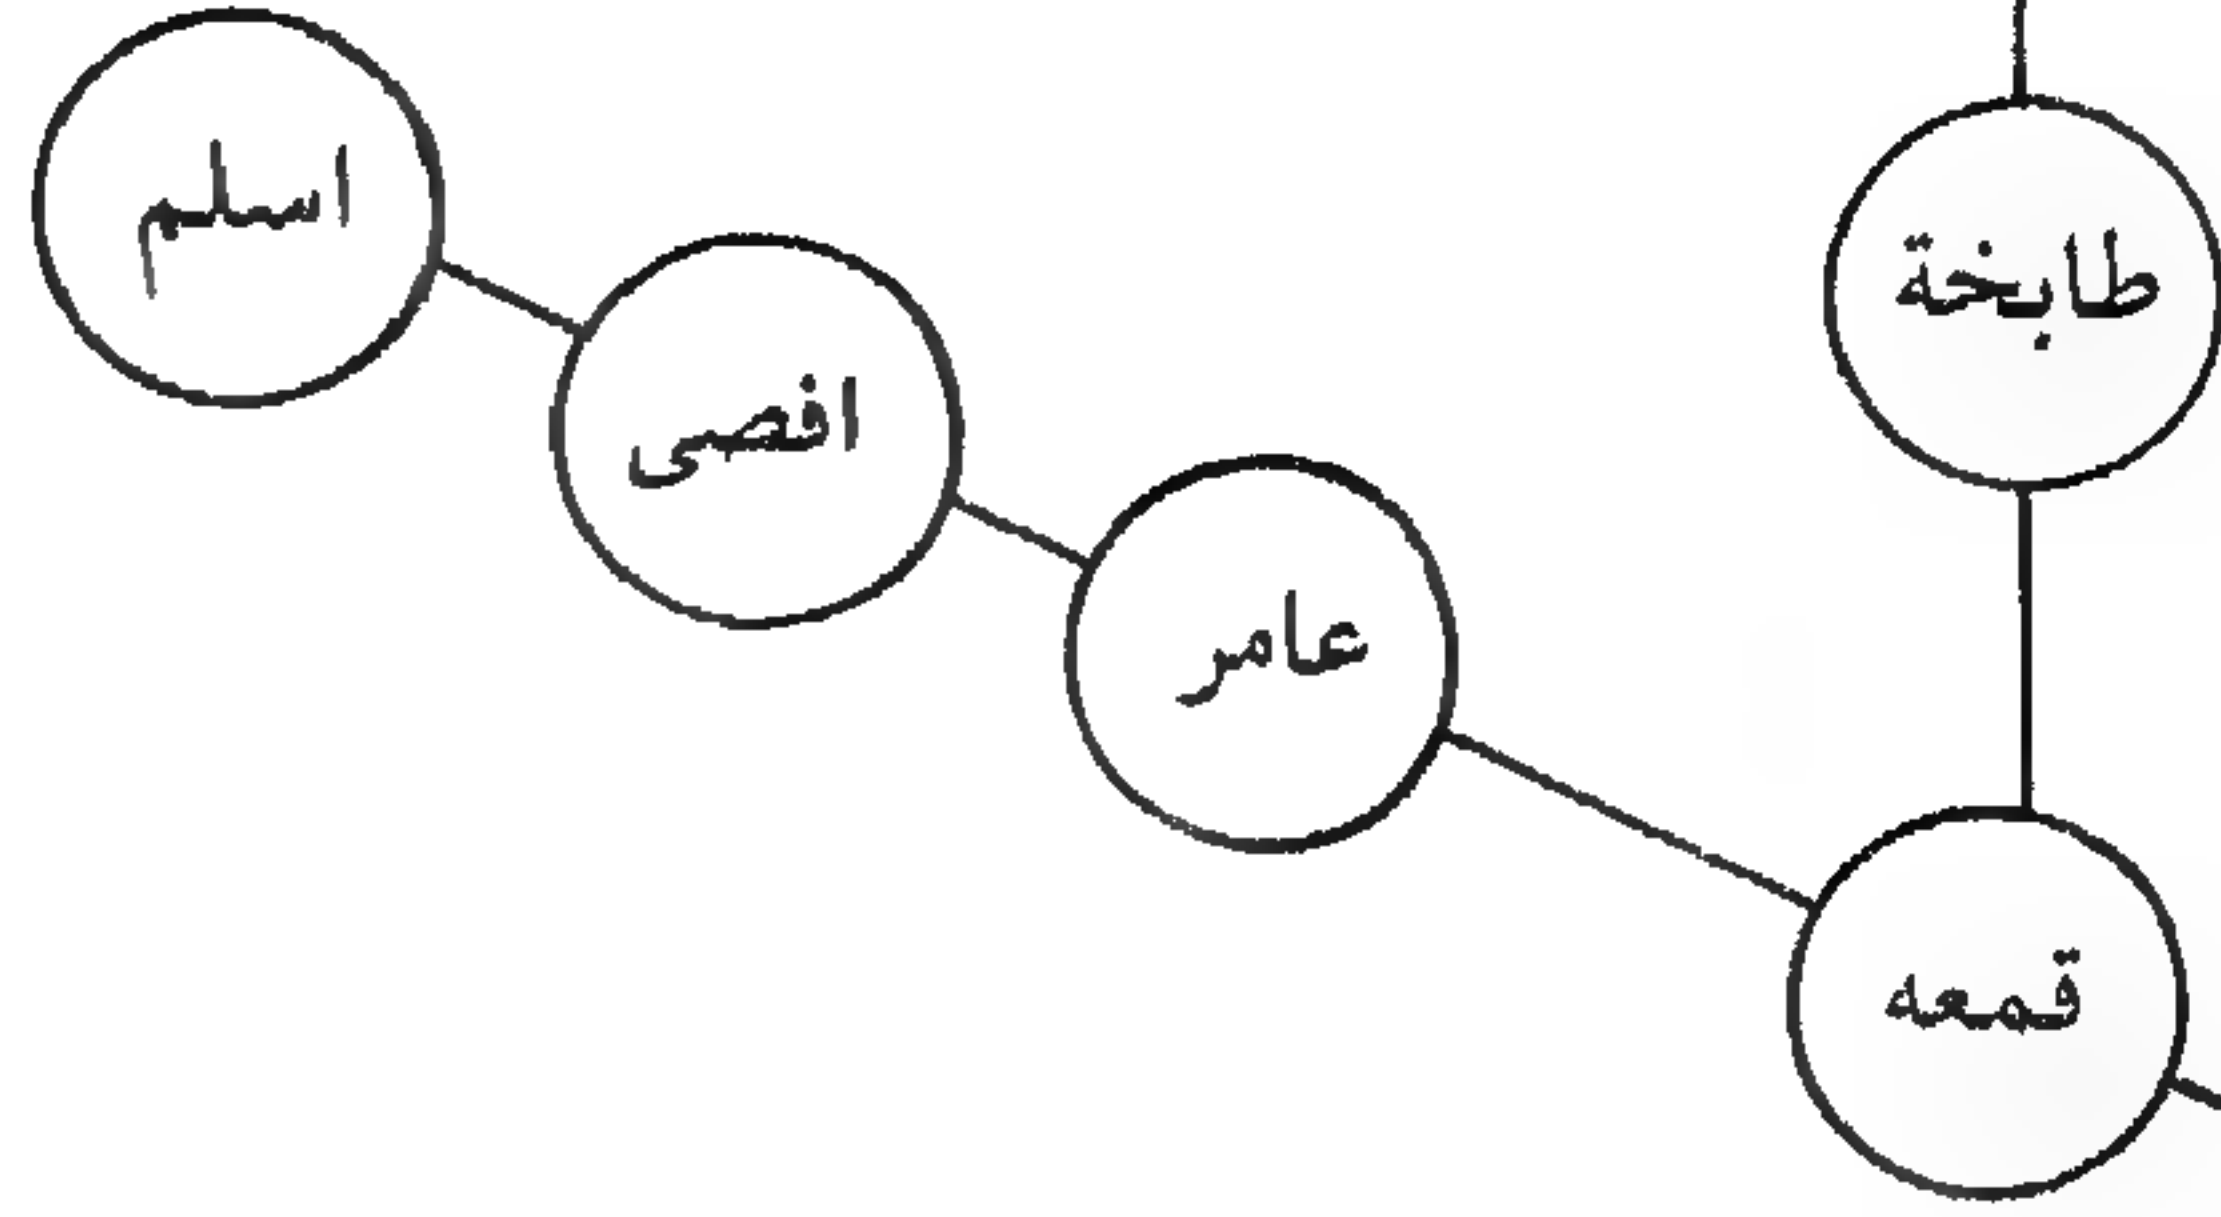 اسلم
طابخة
افصى
عامر
قمعه